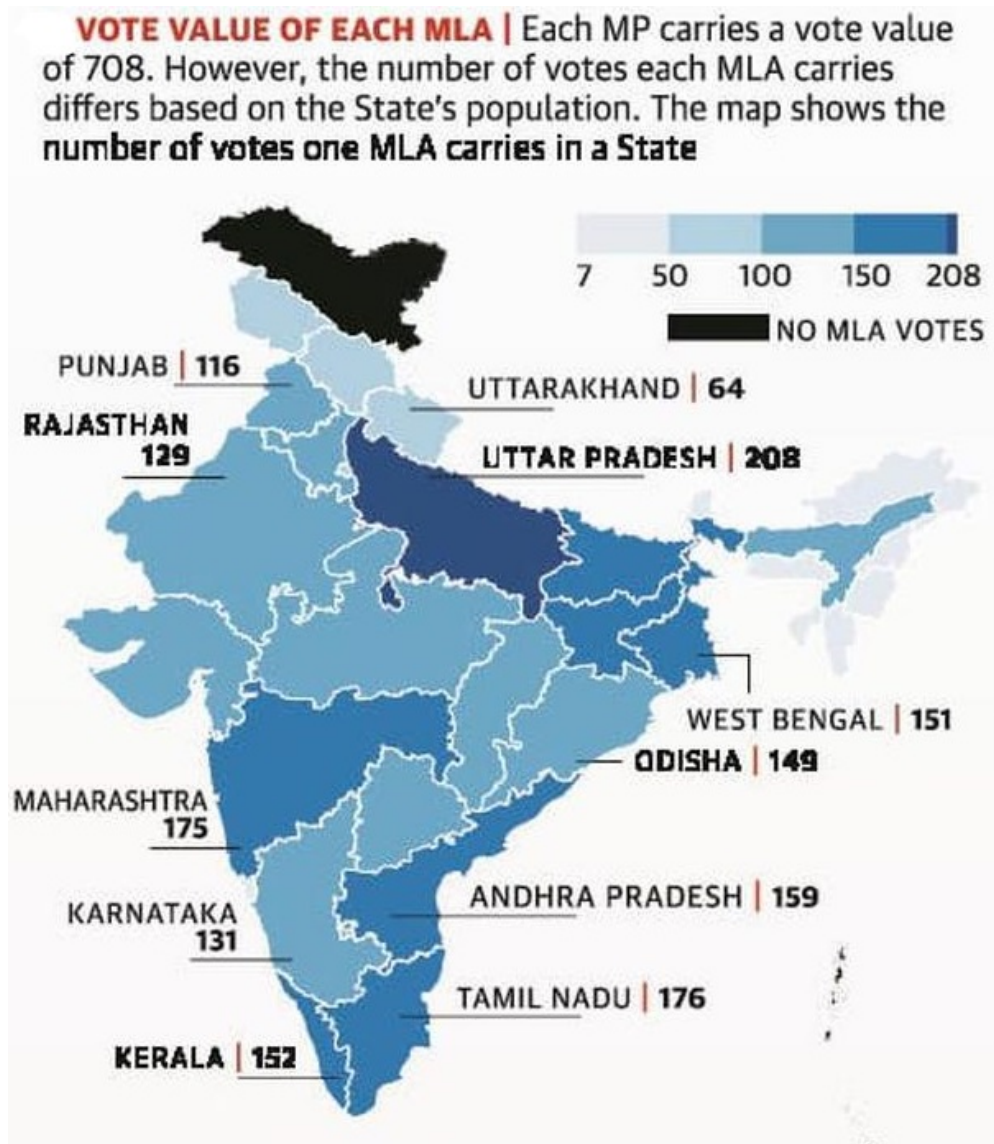 VOTE VALUE OF EACH MLA | Each MP carries a vote value
of 708. However, the number of votes each MLA carries
differs based on the State's population. The map shows the
number of votes one MLA carries in a State
7 50 100 150 208
NO MLA VOTES
PUNJAB | 116
UTTARAKHAND | 64
RAJASTHAN
129
UTTAR PRADESH | 208
WEST BENGAL | 151
ODISHA | 149
MAHARASHTRA
175
ANDHRA PRADESH | 159
KARNATAKA
131
TAMIL NADU | 176
KERALA | 152